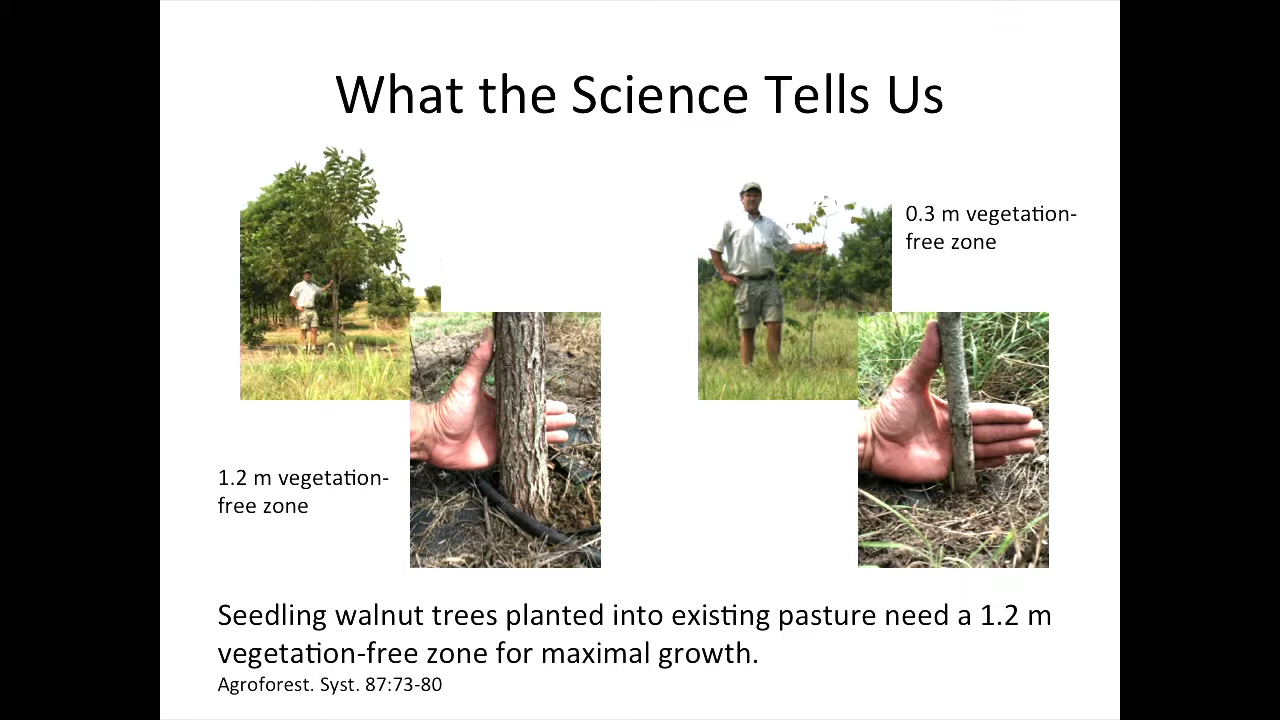 What the Science Tells Us
0.3 m vegetation-
free zone
1.2 m vegetation-
free zone
Seedling walnut trees planted into existing pasture need a 1.2 m
vegetation-free zone for maximal growth.
Agroforest. Syst. 87:73-80